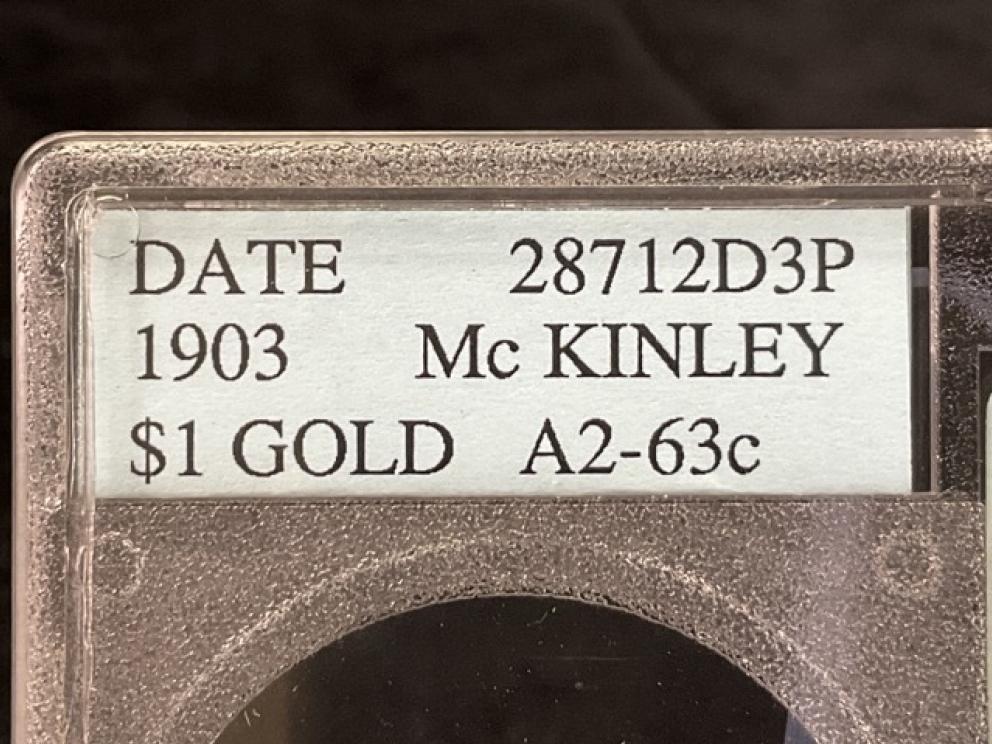 DATE 28712D3P
1903 Mc KINLEY
$1 GOLD A2-63c